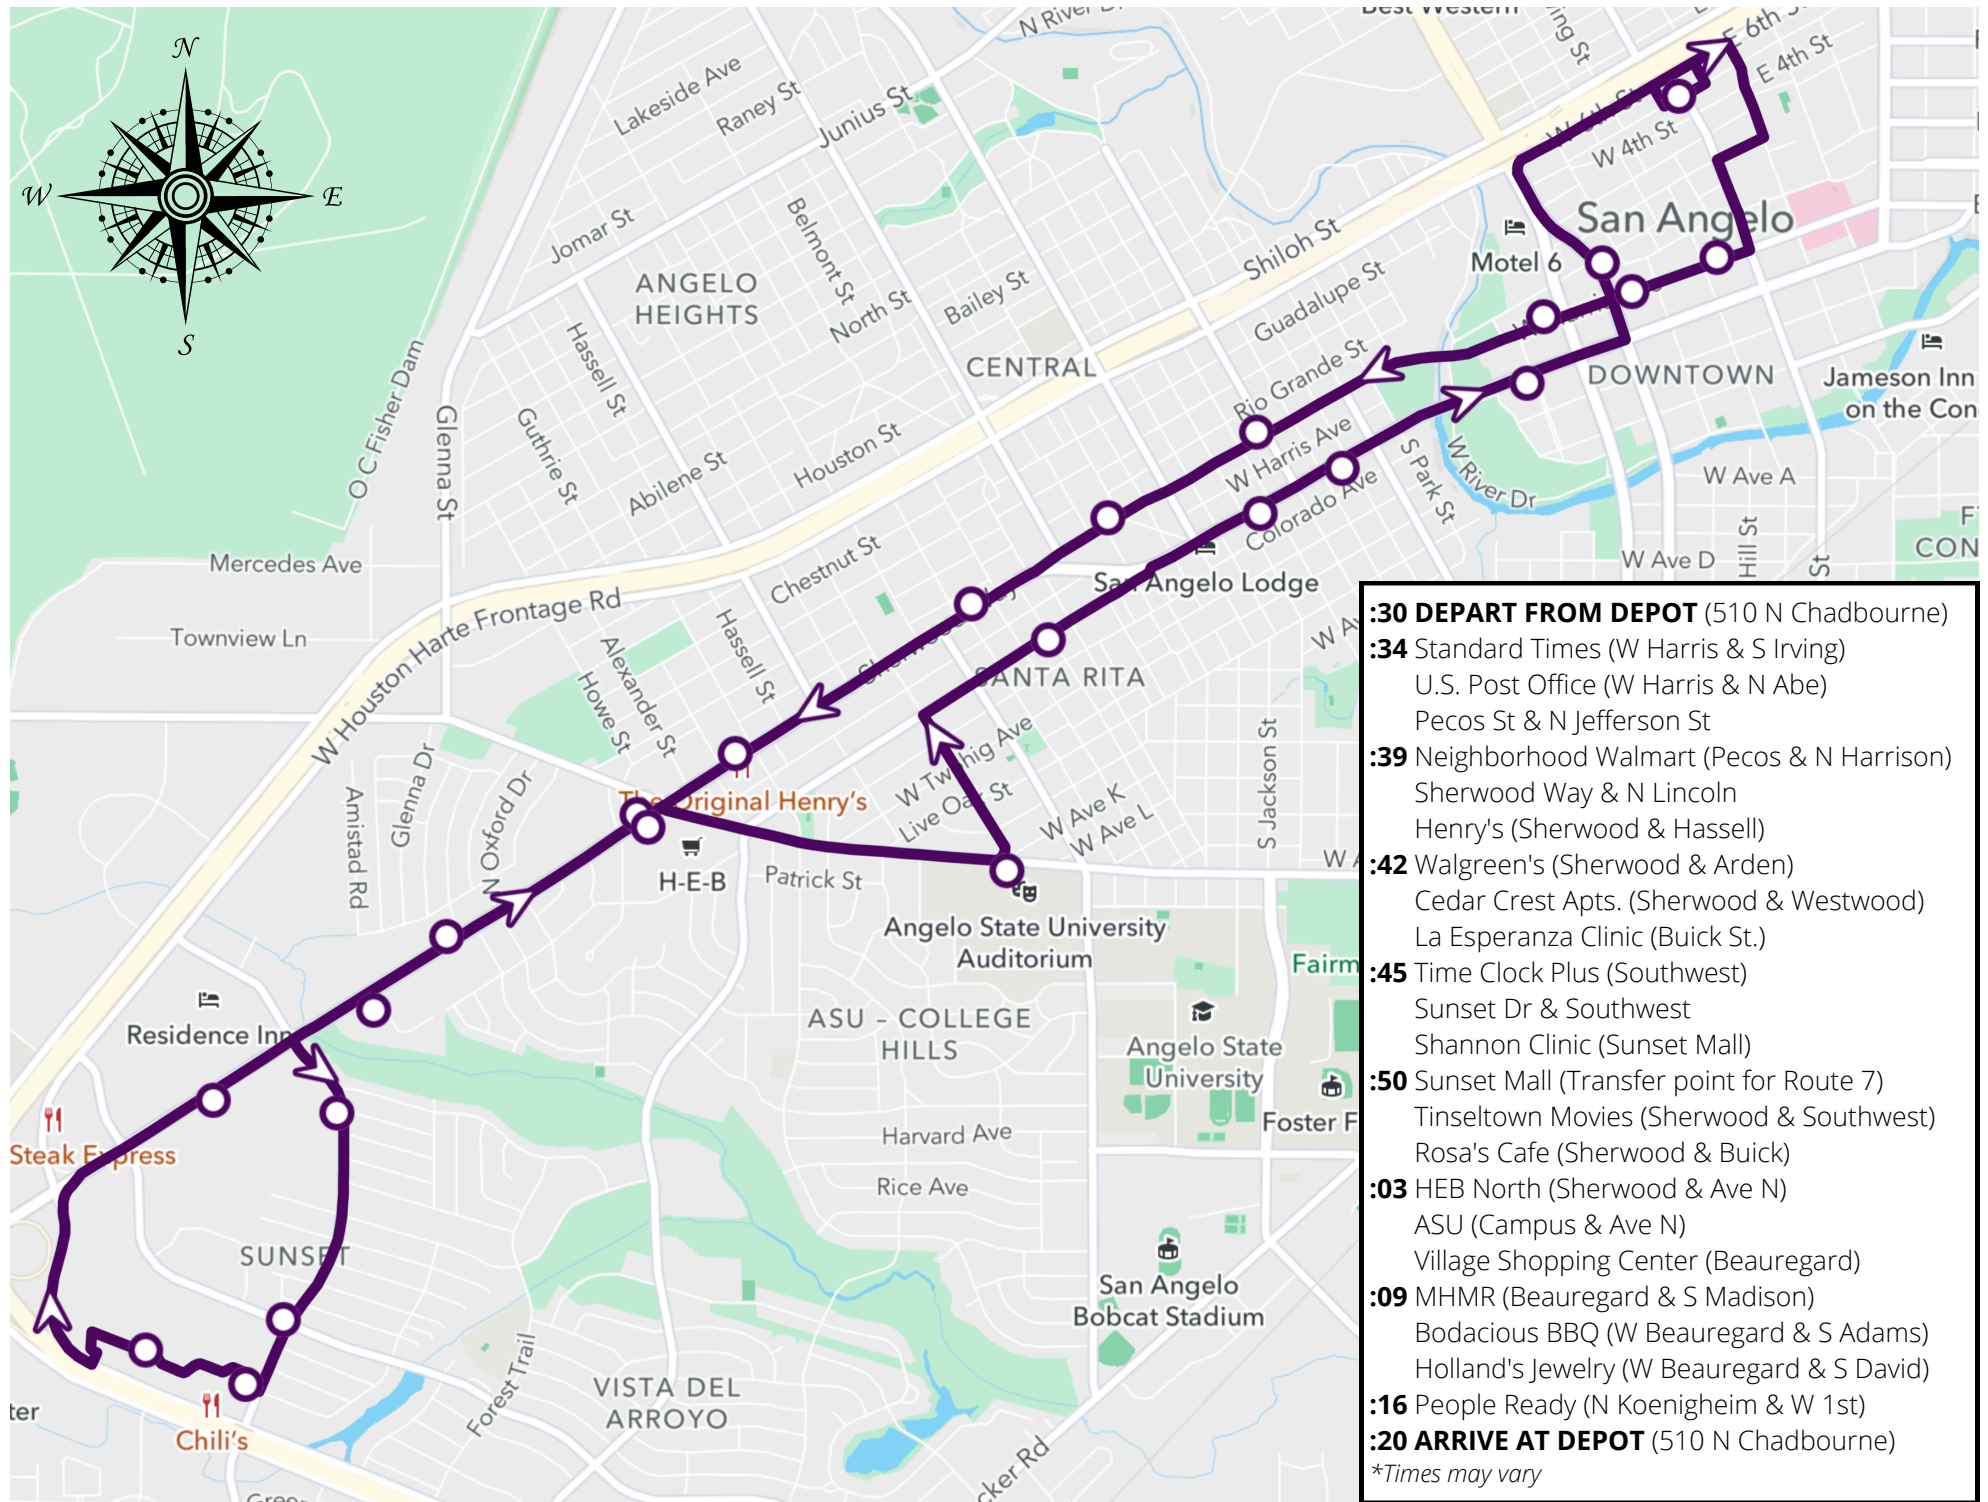 Best Western
N River Dr
ing St
E 6th St
E 4th St
N
W
E
S
Lakeside Ave
Raney St
Junius St
W 6th St
W 4th St
Jomar St
Belmont St
San Angelo
Motel 6
Shiloh St
ANGELO
HEIGHTS
North St
Bailey St
Guadalupe St
Hassell St
O C Fisher Dam
CENTRAL
Rio Grande St
DOWNTOWN
Jameson Inn
on the Con
Glenna St
Guthrie St
Abilene St
Houston St
W Harris Ave
Colorado Ave
S Park St
W River Dr
W Ave A
Hill St
St
W Ave D
CON
Mercedes Ave
Chestnut St
San Angelo Lodge
W Houston Harte Frontage Rd
Townview Ln
Alexander St
Howe St
Hassell St
SANTA RITA
W Av
The Original Henry's
W Twohig Ave
Live Oak St
W Ave K
W Ave L
S Jackson St
W A
Amistad Rd
Glenna Dr
N Oxford Dr
H-E-B
Patrick St
Angelo State University
Auditorium
Fairm
Residence Inn
ASU - COLLEGE
HILLS
Angelo State
University
Foster F
Steak Express
Harvard Ave
Rice Ave
SUNSET
San Angelo
Bobcat Stadium
Forest Trail
VISTA DEL
ARROYO
ter
Chili's
cker Rd
Green
:30 DEPART FROM DEPOT (510 N Chadbourne)
:34 Standard Times (W Harris & S Irving)
U.S. Post Office (W Harris & N Abe)
Pecos St & N Jefferson St
:39 Neighborhood Walmart (Pecos & N Harrison)
Sherwood Way & N Lincoln
Henry's (Sherwood & Hassell)
:42 Walgreen's (Sherwood & Arden)
Cedar Crest Apts. (Sherwood & Westwood)
La Esperanza Clinic (Buick St.)
:45 Time Clock Plus (Southwest)
Sunset Dr & Southwest
Shannon Clinic (Sunset Mall)
:50 Sunset Mall (Transfer point for Route 7)
Tinseltown Movies (Sherwood & Southwest)
Rosa's Cafe (Sherwood & Buick)
:03 HEB North (Sherwood & Ave N)
ASU (Campus & Ave N)
Village Shopping Center (Beauregard)
:09 MHMR (Beauregard & S Madison)
Bodacious BBQ (W Beauregard & S Adams)
Holland's Jewelry (W Beauregard & S David)
:16 People Ready (N Koenigheim & W 1st)
:20 ARRIVE AT DEPOT (510 N Chadbourne)
*Times may vary